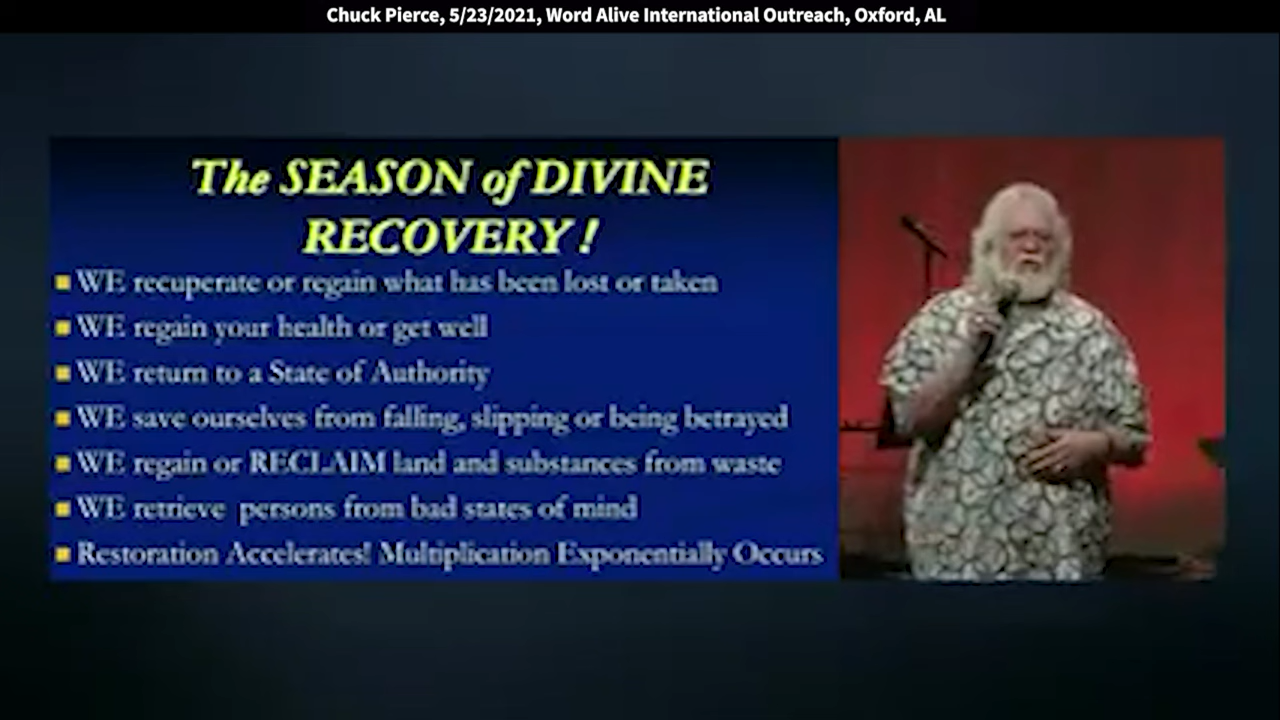 Chuck Pierce, 5/23/2021, Word Alive International Outreach, Oxford, AL
The SEASON of DIVINE
RECOVERY !
WE recuperate or regain what has been lost or taken
WE regain your health or get well
WE return to a State of Authority
WE save ourselves from falling, slipping or being betrayed
WE regain or RECLAIM land and substances from waste
WE retrieve persons from bad states of mind
Restoration Accelerates! Multiplication Exponentially Occurs